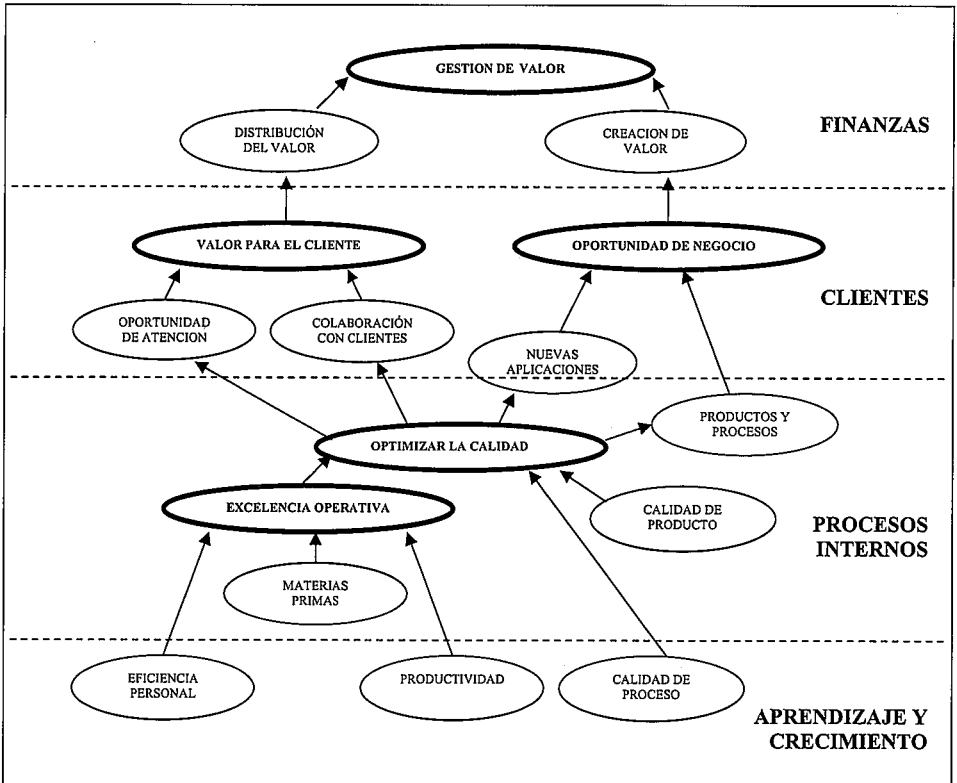 GESTION DE VALOR
DISTRIBUCIÓN
DEL VALOR
CREACION DE
VALOR
FINANZAS
VALOR PARA EL CLIENTE
OPORTUNIDAD DE NEGOCIO
CLIENTES
OPORTUNIDAD
DE ATENCION
COLABORACIÓN
CON CLIENTES
NUEVAS
APLICACIONES
PRODUCTOS Y
PROCESOS
OPTIMIZAR LA CALIDAD
EXCELENCIA OPERATIVA
CALIDAD DE
PRODUCTO
PROCESOS
INTERNOS
MATERIAS
PRIMAS
EFICIENCIA
PERSONAL
PRODUCTIVIDAD
CALIDAD DE
PROCESO
APRENDIZAJE Y
CRECIMIENTO